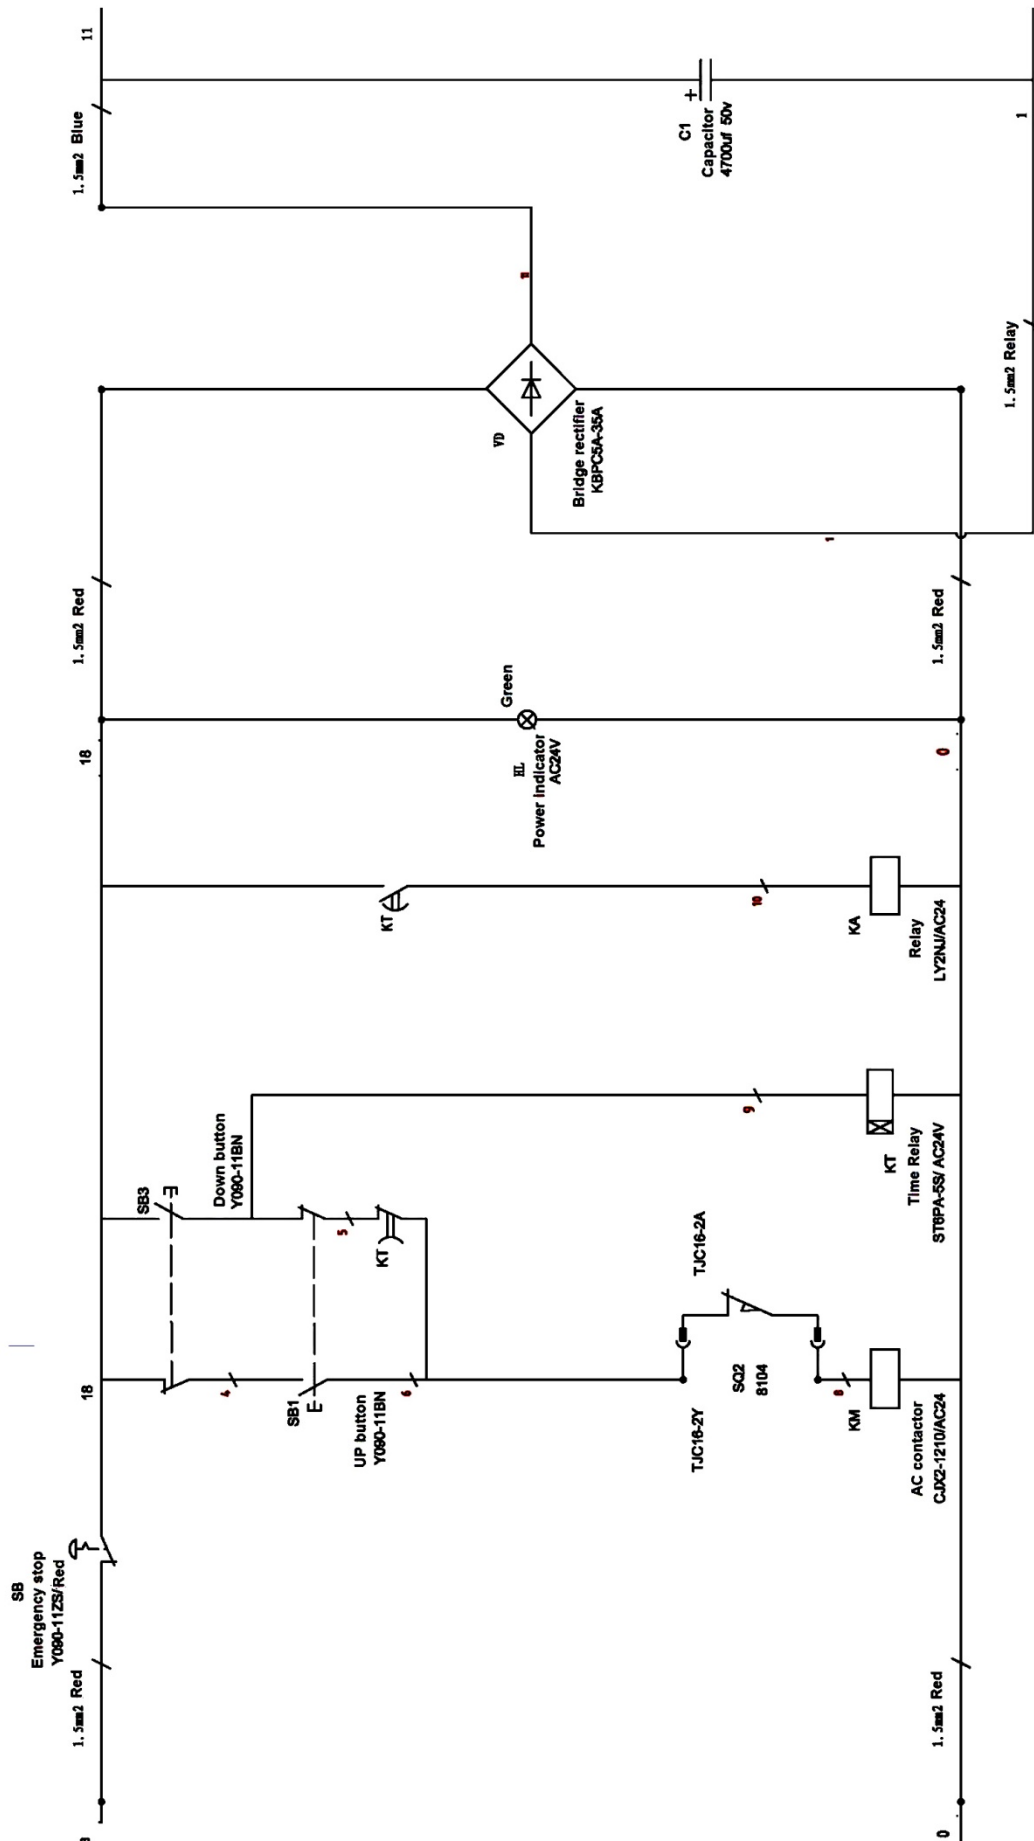 11
1.5mm2 Blue
+
C1
Capacitor
4700uf 50v
1
1.5mm2 Relay
11
VD
Bridge rectifier
KBPC5A-35A
1
1.5mm2 Red
1.5mm2 Red
Green
HL
Power Indicator
AC24V
18
0
KT
10
KA
Relay
LY2NJ/AC24
9
KT
Time Relay
ST6PA-5S/ AC24V
SB3
Down button
Y090-11BN
5
KT
18
4
SB1
UP button
Y090-11BN
6
TJC16-2A
TJC16-2Y
SQ2
8104
8
KM
AC contactor
CJX2-1210/AC24
SB
Emergency stop
Y090-11ZS/Red
1.5mm2 Red
1.5mm2 Red
0